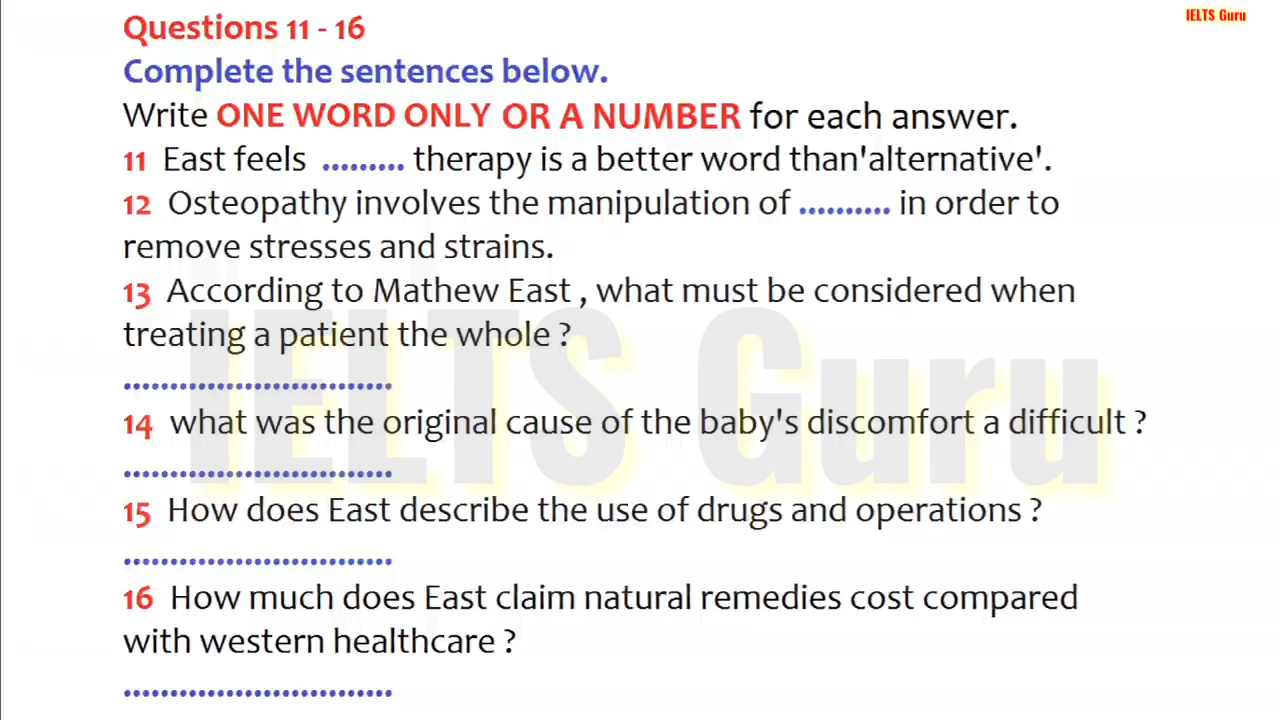 IELTS Guru
Questions 11 - 16
Complete the sentences below.
Write ONE WORD ONLY OR A NUMBER for each answer.
11 East feels ......... therapy is a better word than'alternative'.
12 Osteopathy involves the manipulation of .......... in order to
remove stresses and strains.
13 According to Mathew East , what must be considered when
treating a patient the whole ?
.............................
14 what was the original cause of the baby's discomfort a difficult ?
.............................
15 How does East describe the use of drugs and operations ?
.............................
16 How much does East claim natural remedies cost compared
with western healthcare ?
.............................
IELTS Guru